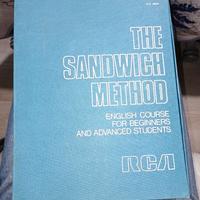 THE
SANDWICH
METHOD
ENGLISH COURSE
FOR BEGINNERS
AND ADVANCED STUDENTS
RCA